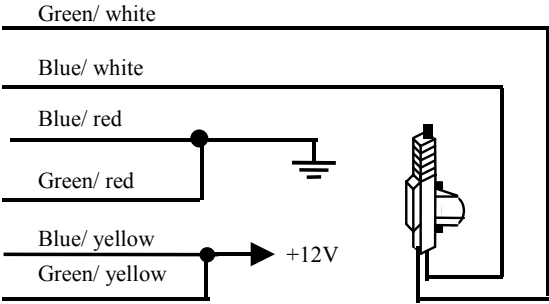 Green/ white
Blue/ white
Blue/ red
Green/ red
Blue/ yellow
+12V
Green/ yellow